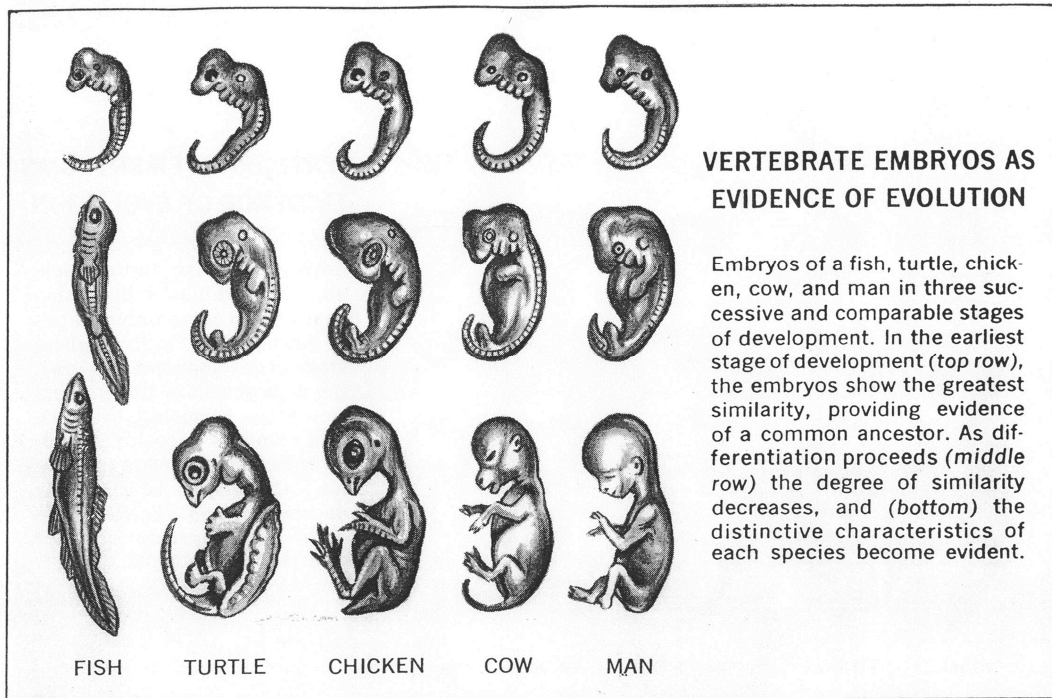 VERTEBRATE EMBRYOS AS
EVIDENCE OF EVOLUTION
Embryos of a fish, turtle, chick-
en, cow, and man in three suc-
cessive and comparable stages
of development. In the earliest
stage of development (top row),
the embryos show the greatest
similarity, providing evidence
of a common ancestor. As dif-
ferentiation proceeds (middle
row) the degree of similarity
decreases, and (bottom) the
distinctive characteristics of
each species become evident.
FISH TURTLE CHICKEN COW MAN